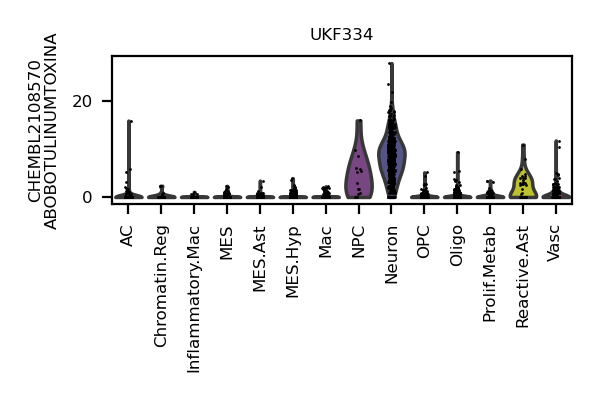 UKF334
CHEMBL2108570
ABOBOTULINUMTOXINA
20
0
AC
Chromatin.Reg
Inflammatory.Mac
MES
MES.Ast
MES.Hyp
Mac
NPC
Neuron
OPC
Oligo
Prolif.Metab
Reactive.Ast
Vasc